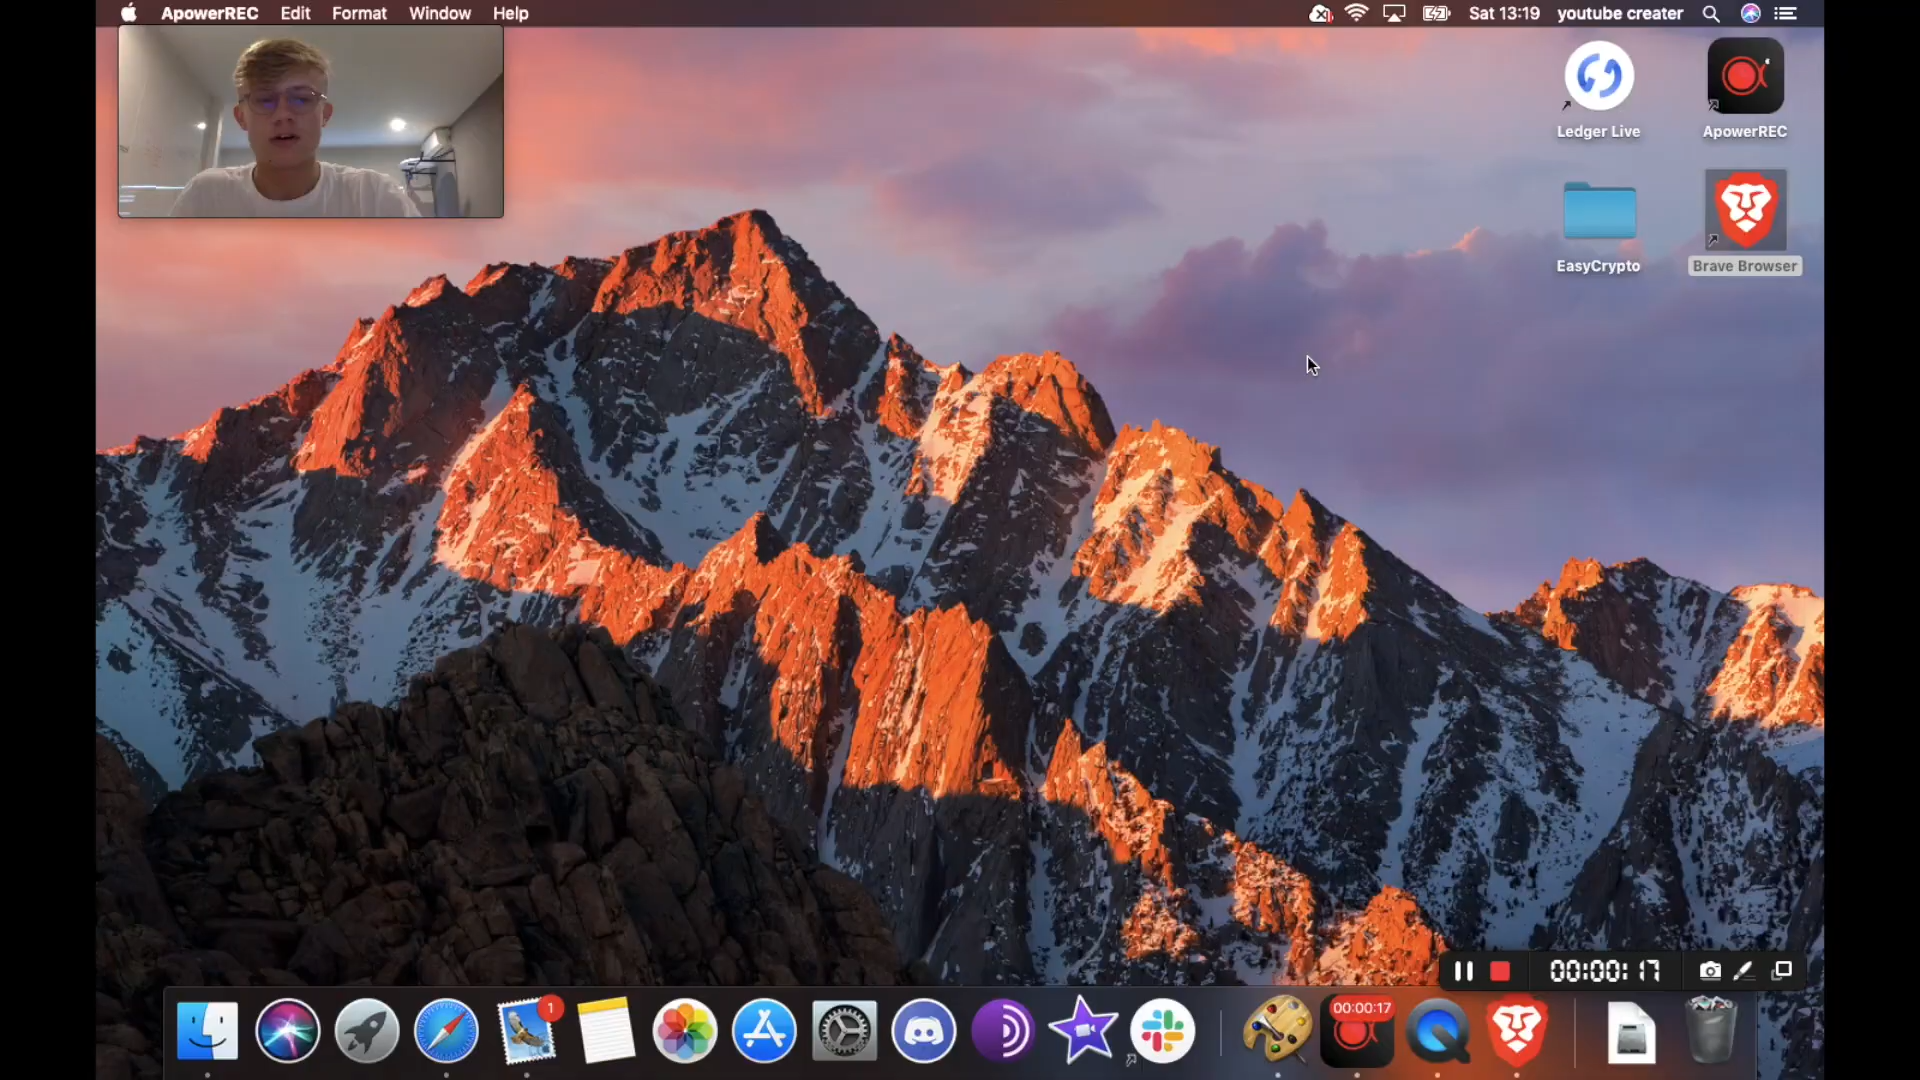 ApowerREC Edit Format Window Help Sat 13:19 youtube creater
Ledger Live ApowerREC
EasyCrypto Brave Browser
00:00:17
1 00:00:17